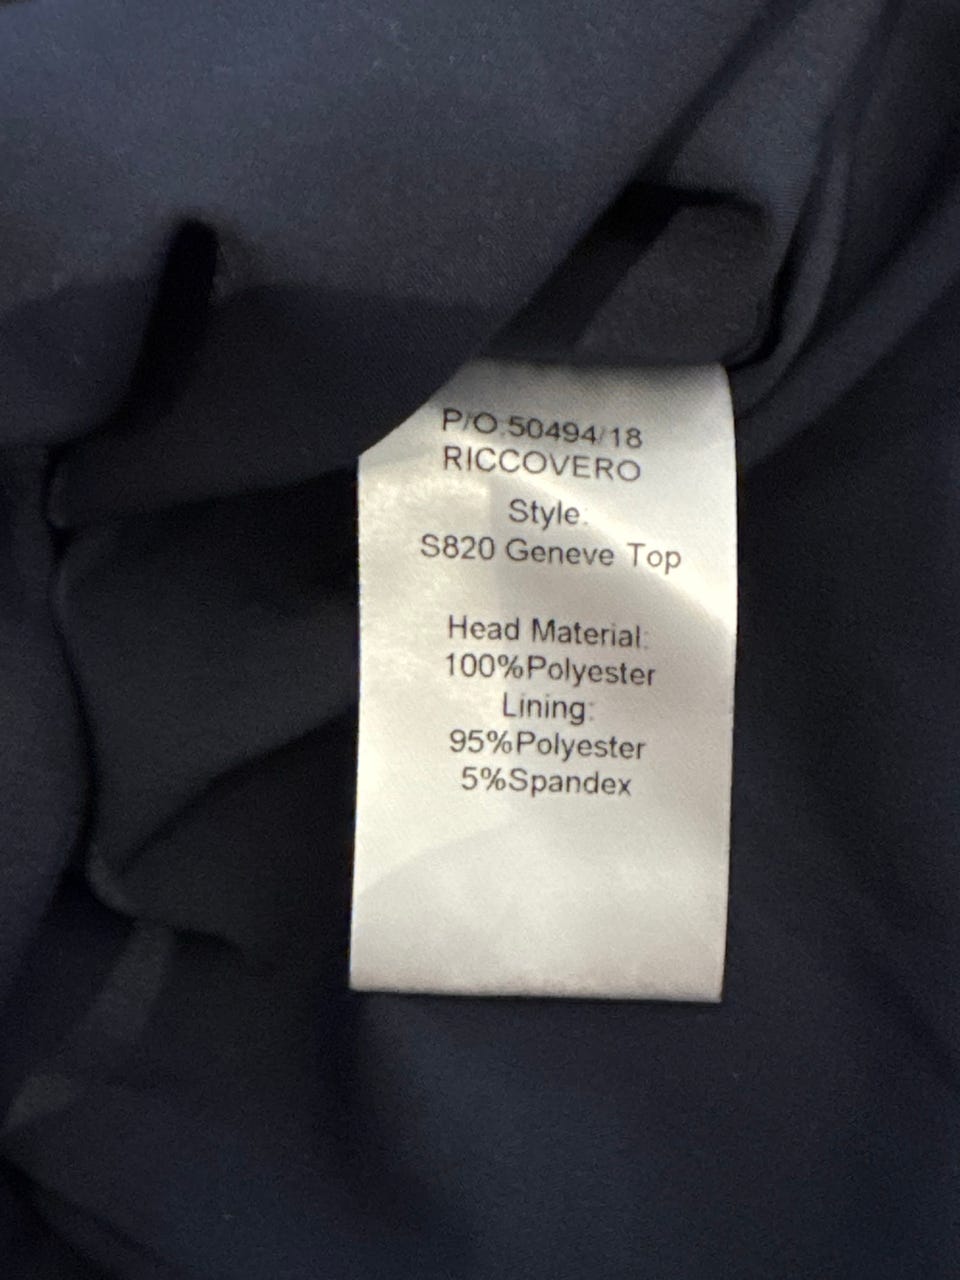 P/O:50494/18
RICCOVERO
Style:
S820 Geneve Top
Head Material:
100%Polyester
Lining:
95%Polyester
5%Spandex